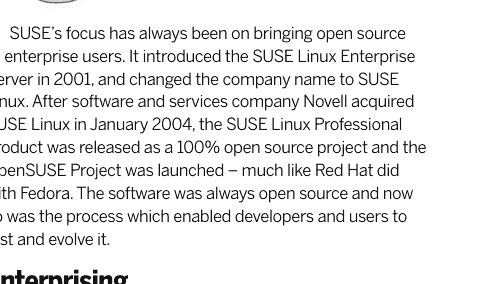 SUSE's focus has always been on bringing open source
enterprise users. It introduced the SUSE Linux Enterprise
erver in 2001, and changed the company name to SUSE
nux. After software and services company Novell acquired
USE Linux in January 2004, the SUSE Linux Professional
roduct was released as a 100% open source project and the
penSUSE Project was launched – much like Red Hat did
ith Fedora. The software was always open source and now
o was the process which enabled developers and users to
st and evolve it.
nterprising